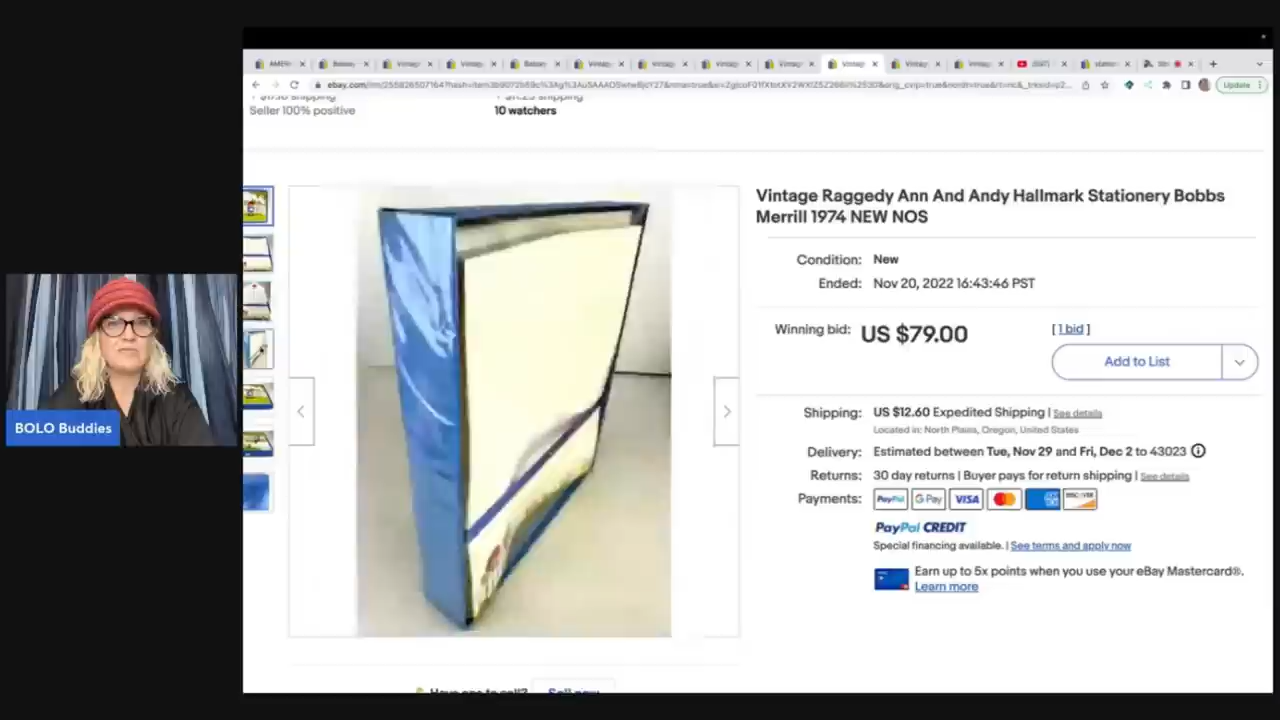 Update
Seller 100% positive
10 watchers
Vintage Raggedy Ann And Andy Hallmark Stationery Bobbs
Merrill 1974 NEW NOS
Condition: New
Ended: Nov 20, 2022 16:43:46 PST
Winning bid: US $79.00 [ 1 bid ]
Add to List
Shipping: US $12.60 Expedited Shipping | See details
Located in: North Plains, Oregon, United States
Delivery: Estimated between Tue, Nov 29 and Fri, Dec 2 to 43023
Returns: 30 day returns | Buyer pays for return shipping | See details
Payments: PayPal G Pay VISA
PayPal CREDIT
Special financing available. | See terms and apply now
Earn up to 5x points when you use your eBay Mastercard®.
Learn more
BOLO Buddies